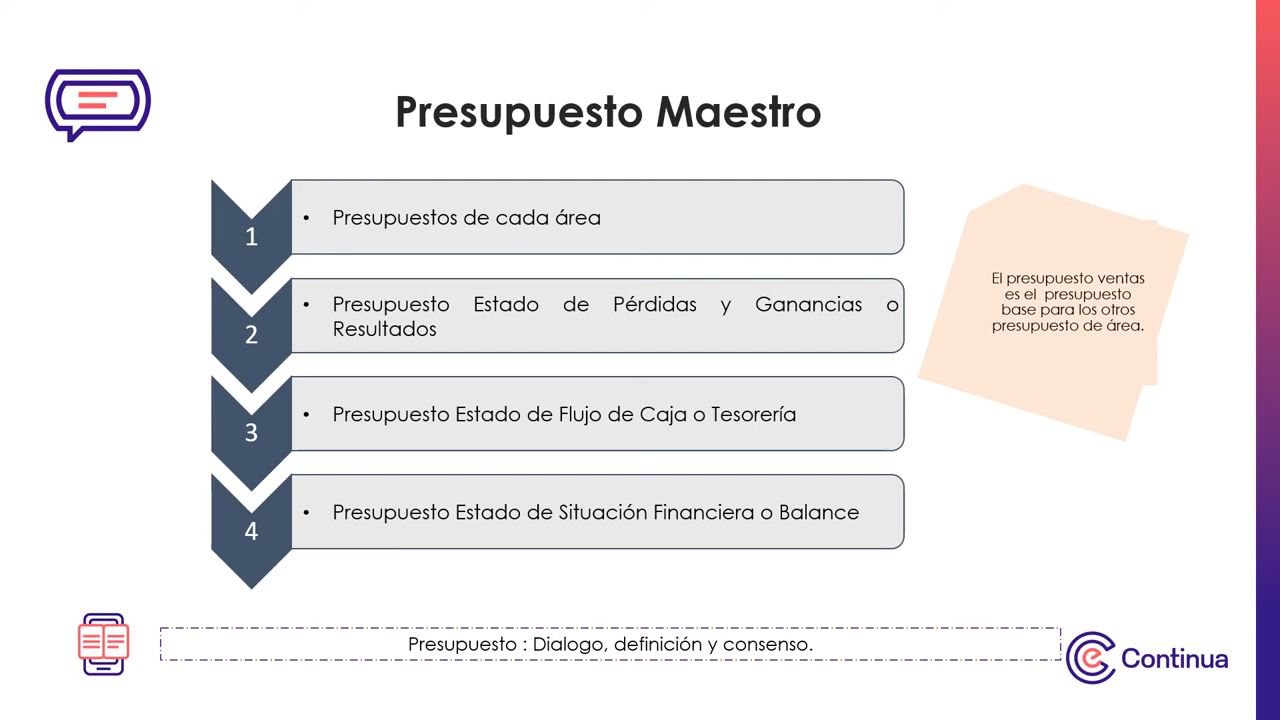 Presupuesto Maestro
1
• Presupuestos de cada área
2
• Presupuesto Estado de Pérdidas y Ganancias o
Resultados
3
• Presupuesto Estado de Flujo de Caja o Tesorería
4
• Presupuesto Estado de Situación Financiera o Balance
El presupuesto ventas
es el presupuesto
base para los otros
presupuesto de área.
Presupuesto : Dialogo, definición y consenso.
e Continua